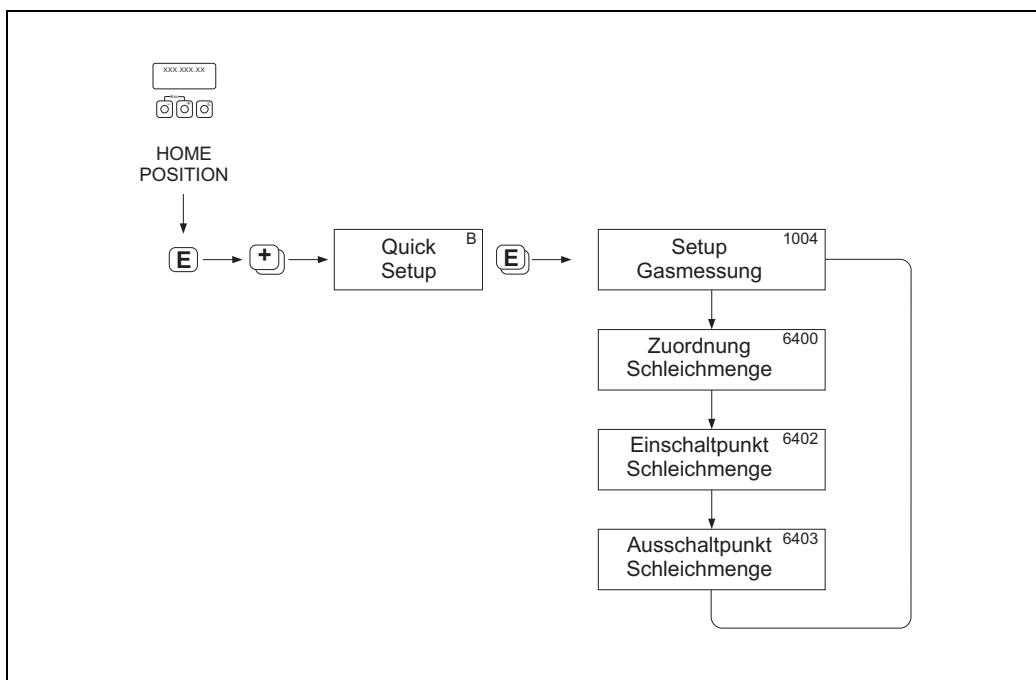 xxx.xxx.xx
Esc
E
HOME
POSITION
E
+
Quick
Setup
B
E
Setup
Gasmessung
1004
Zuordnung
Schleichmenge
6400
Einschaltpunkt
Schleichmenge
6402
Ausschaltpunkt
Schleichmenge
6403